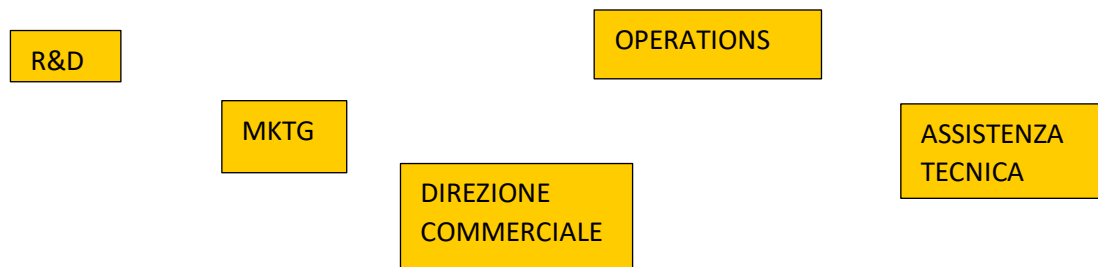 R&D
MKTG
DIREZIONE
COMMERCIALE
OPERATIONS
ASSISTENZA
TECNICA